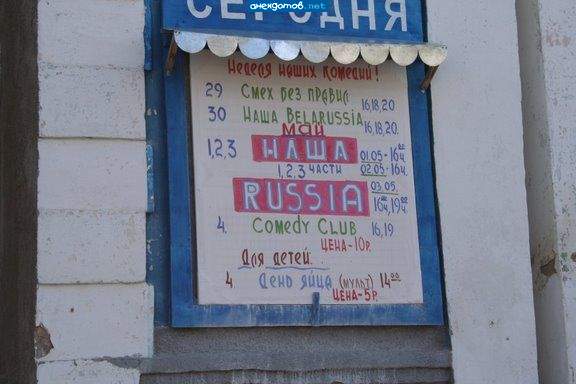 анекдотов.net
СЕГОДНЯ
Неделя наших комедий!
29 Смех без правил 16,18,20
30 Наша Belarussia 16,18,20.
май
1,2,3 НАША 01.05-16ч.
1,2,3 части 02.05-16ч.
RUSSIA 03.05.
16ч, 19ч.
4. Comedy Club 16,19
Цена-10р.
Для детей:
4. День яйца (мульт) 14⁰⁰
Цена-5р.